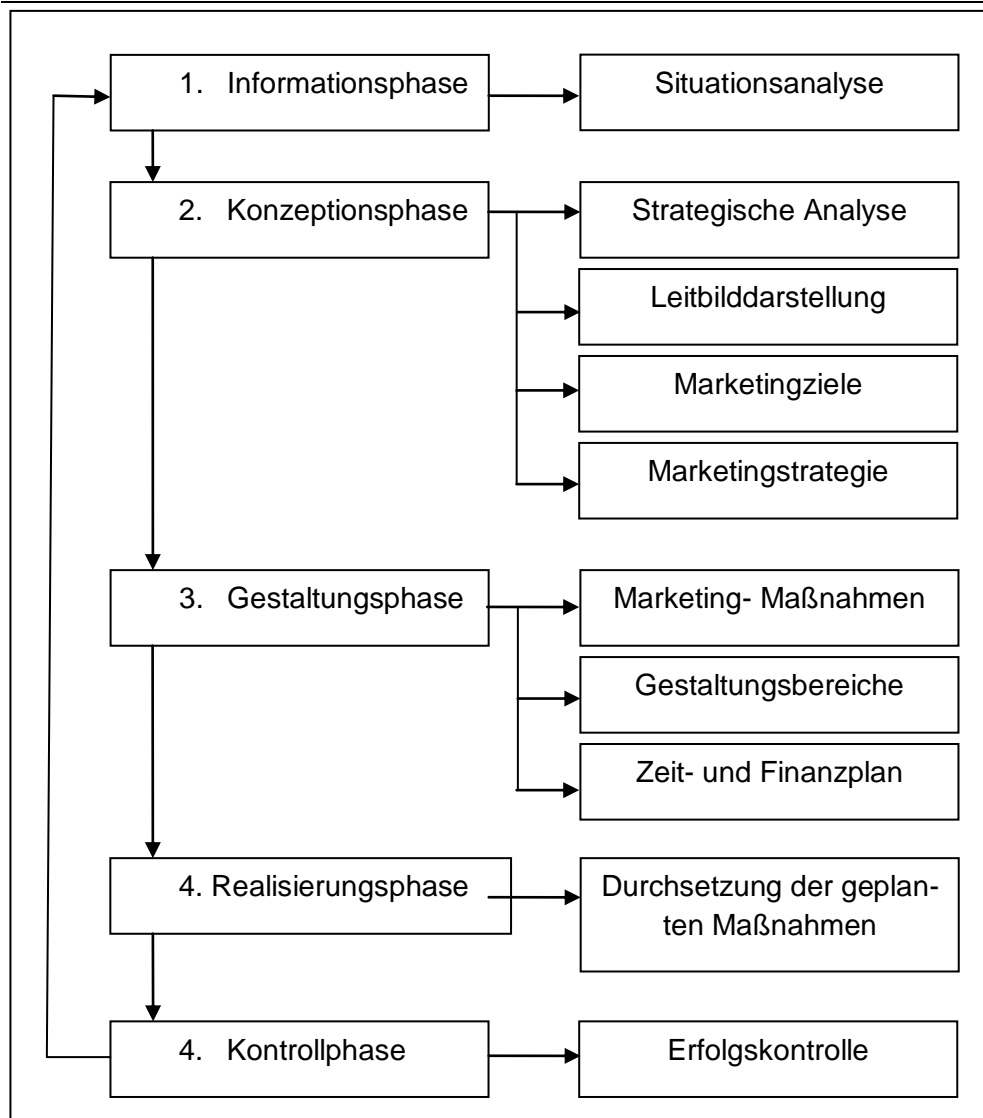 1. Informationsphase
Situationsanalyse
2. Konzeptionsphase
Strategische Analyse
Leitbilddarstellung
Marketingziele
Marketingstrategie
3. Gestaltungsphase
Marketing- Maßnahmen
Gestaltungsbereiche
Zeit- und Finanzplan
4. Realisierungsphase
Durchsetzung der geplan-
ten Maßnahmen
4. Kontrollphase
Erfolgskontrolle